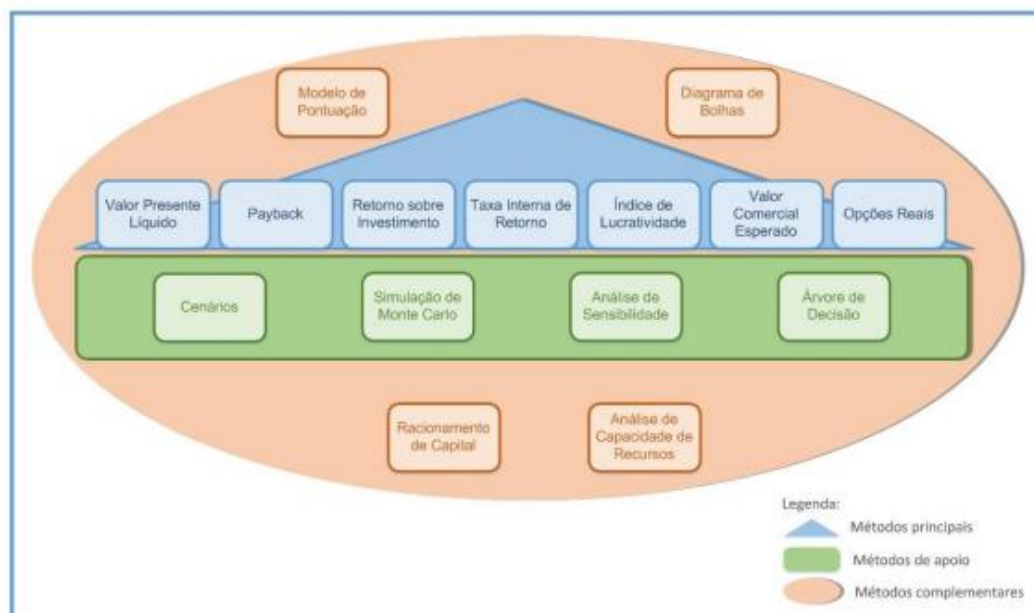 Modelo de
Pontuação
Diagrama de
Bolhas
Valor Presente
Líquido
Payback
Retorno sobre
Investimento
Taxa Interna de
Retorno
Índice de
Lucratividade
Valor
Comercial
Esperado
Opções Reais
Cenários
Simulação de
Monte Carlo
Análise de
Sensibilidade
Árvore de
Decisão
Racionamento
de Capital
Análise de
Capacidade de
Recursos
Legenda:
Métodos principais
Métodos de apoio
Métodos complementares